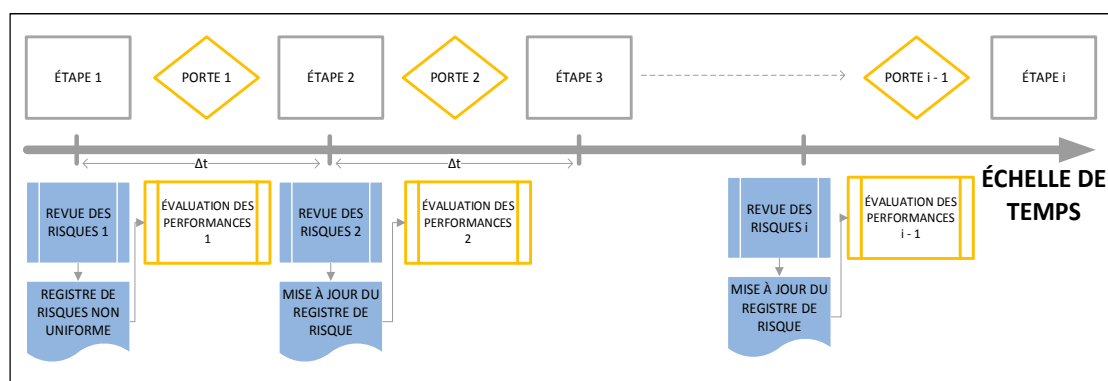 ÉTAPE 1
PORTE 1
ÉTAPE 2
PORTE 2
ÉTAPE 3
PORTE i - 1
ÉTAPE i
Δt
Δt
ÉCHELLE DE
TEMPS
REVUE DES
RISQUES 1
ÉVALUATION DES
PERFORMANCES
1
REVUE DES
RISQUES 2
ÉVALUATION DES
PERFORMANCES
2
REVUE DES
RISQUES i
ÉVALUATION DES
PERFORMANCES
i - 1
REGISTRE DE
RISQUES NON
UNIFORME
MISE À JOUR DU
REGISTRE DE
RISQUE
MISE À JOUR DU
REGISTRE DE
RISQUE